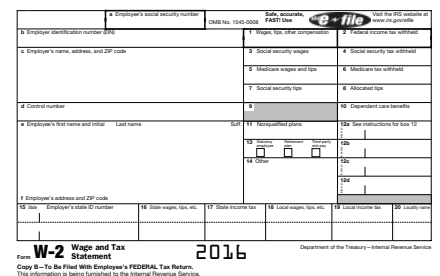 a Employee's social security number
OMB No. 1545-0008
Safe, accurate,
FAST! Use
e~file
Visit the IRS website at
www.irs.gov/efile
b Employer identification number (EIN)
1 Wages, tips, other compensation
2 Federal income tax withheld
c Employer's name, address, and ZIP code
3 Social security wages
4 Social security tax withheld
5 Medicare wages and tips
6 Medicare tax withheld
7 Social security tips
8 Allocated tips
d Control number
9
10 Dependent care benefits
e Employee's first name and initial Last name Suff.
11 Nonqualified plans
12a See instructions for box 12
13 Statutory employee Retirement plan Third-party sick pay
12b
14 Other
12c
12d
f Employee's address and ZIP code
15 State Employer's state ID number
16 State wages, tips, etc.
17 State income tax
18 Local wages, tips, etc.
19 Local income tax
20 Locality name
Form W-2 Wage and Tax Statement
2016
Department of the Treasury—Internal Revenue Service
Copy B—To Be Filed With Employee's FEDERAL Tax Return.
This information is being furnished to the Internal Revenue Service.